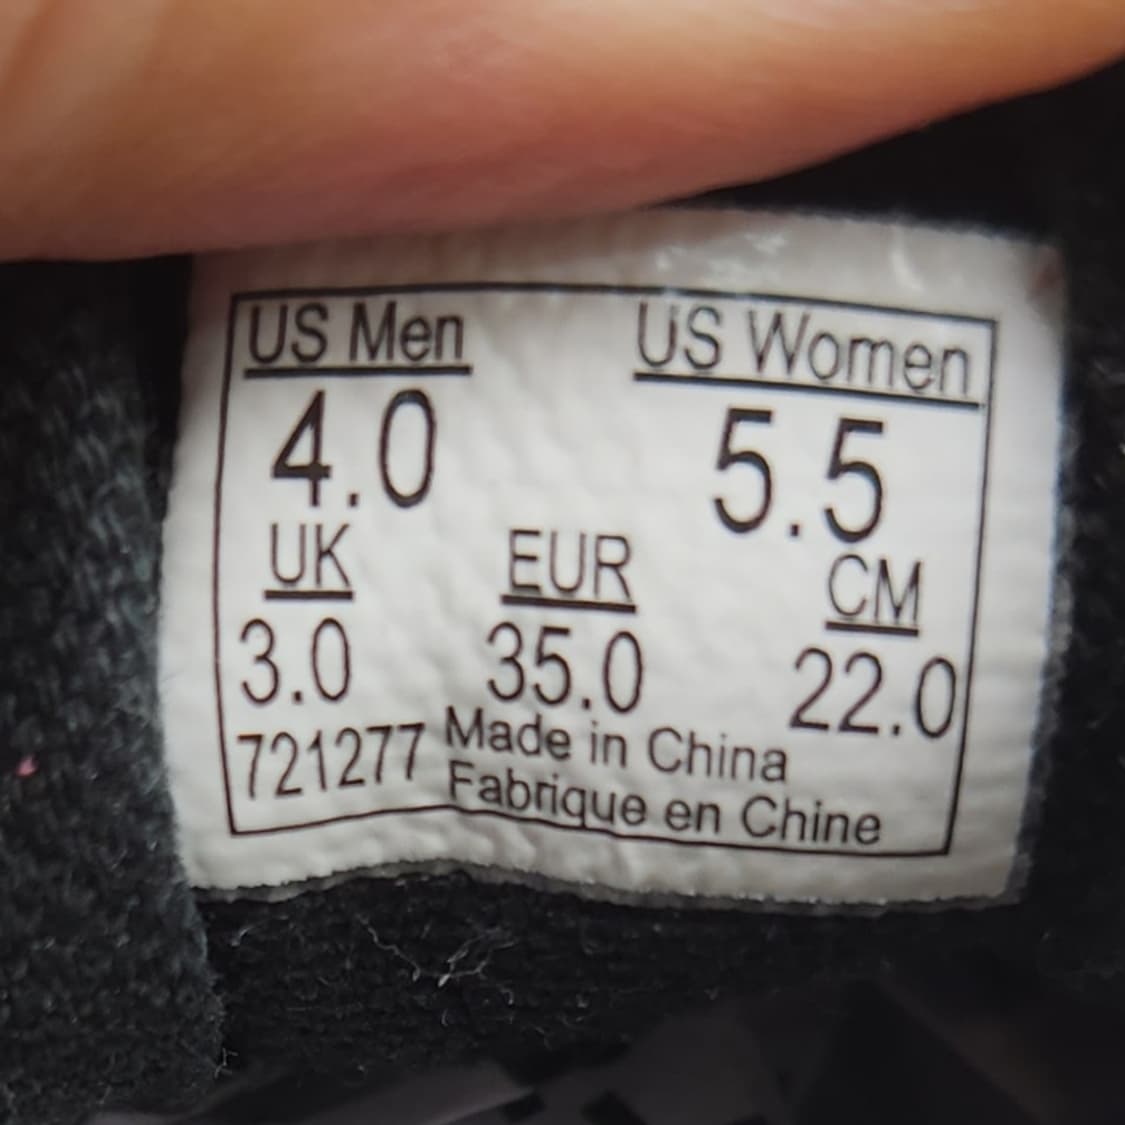 US Men US Women
4.0 5.5
UK EUR CM
3.0 35.0 22.0
721277 Made in China
Fabrique en Chine